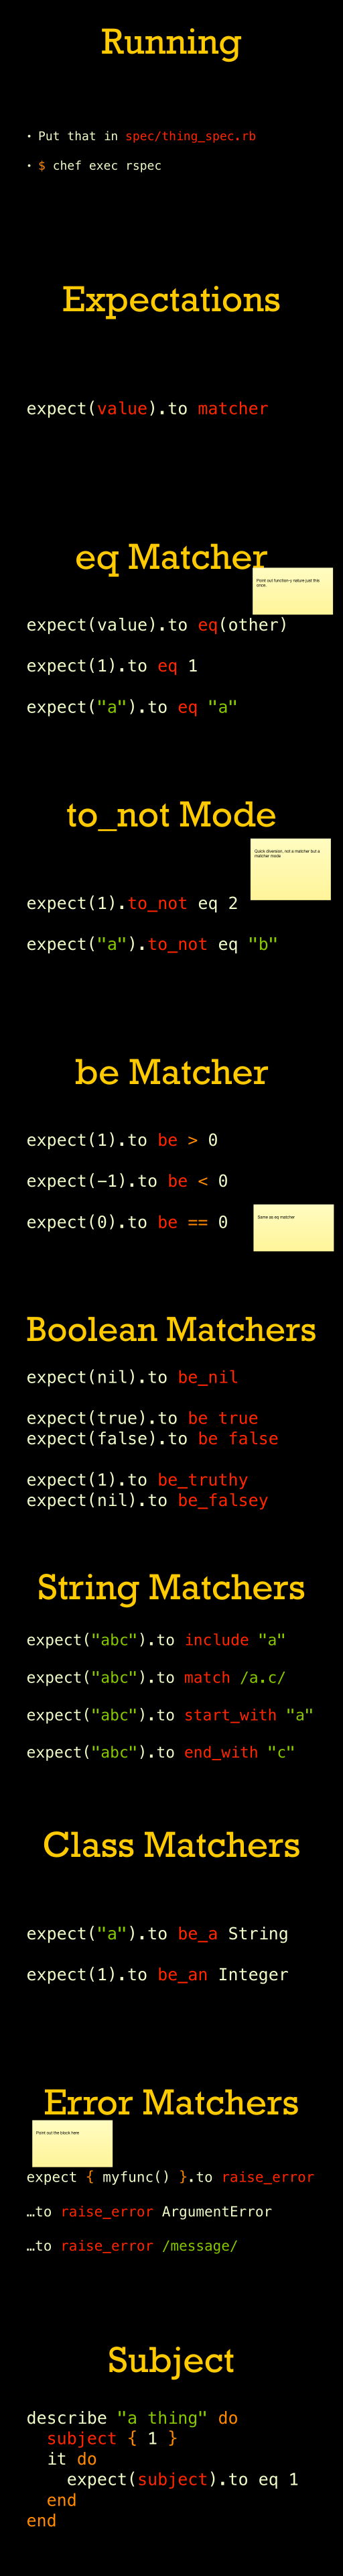 Running
• Put that in spec/thing_spec.rb
• $ chef exec rspec
Expectations
expect(value).to matcher
eq Matcher
Point out function-y nature just this
once.
expect(value).to eq(other)
expect(1).to eq 1
expect("a").to eq "a"
to_not Mode
Quick diversion, not a matcher but a
matcher mode.
expect(1).to_not eq 2
expect("a").to_not eq "b"
be Matcher
expect(1).to be > 0
expect(-1).to be < 0
expect(0).to be == 0
Same as eq matcher
Boolean Matchers
expect(nil).to be_nil
expect(true).to be true
expect(false).to be false
expect(1).to be_truthy
expect(nil).to be_falsey
String Matchers
expect("abc").to include "a"
expect("abc").to match /a.c/
expect("abc").to start_with "a"
expect("abc").to end_with "c"
Class Matchers
expect("a").to be_a String
expect(1).to be_an Integer
Error Matchers
Point out the block here
expect { myfunc() }.to raise_error
…to raise_error ArgumentError
…to raise_error /message/
Subject
describe "a thing" do
  subject { 1 }
  it do
    expect(subject).to eq 1
  end
end